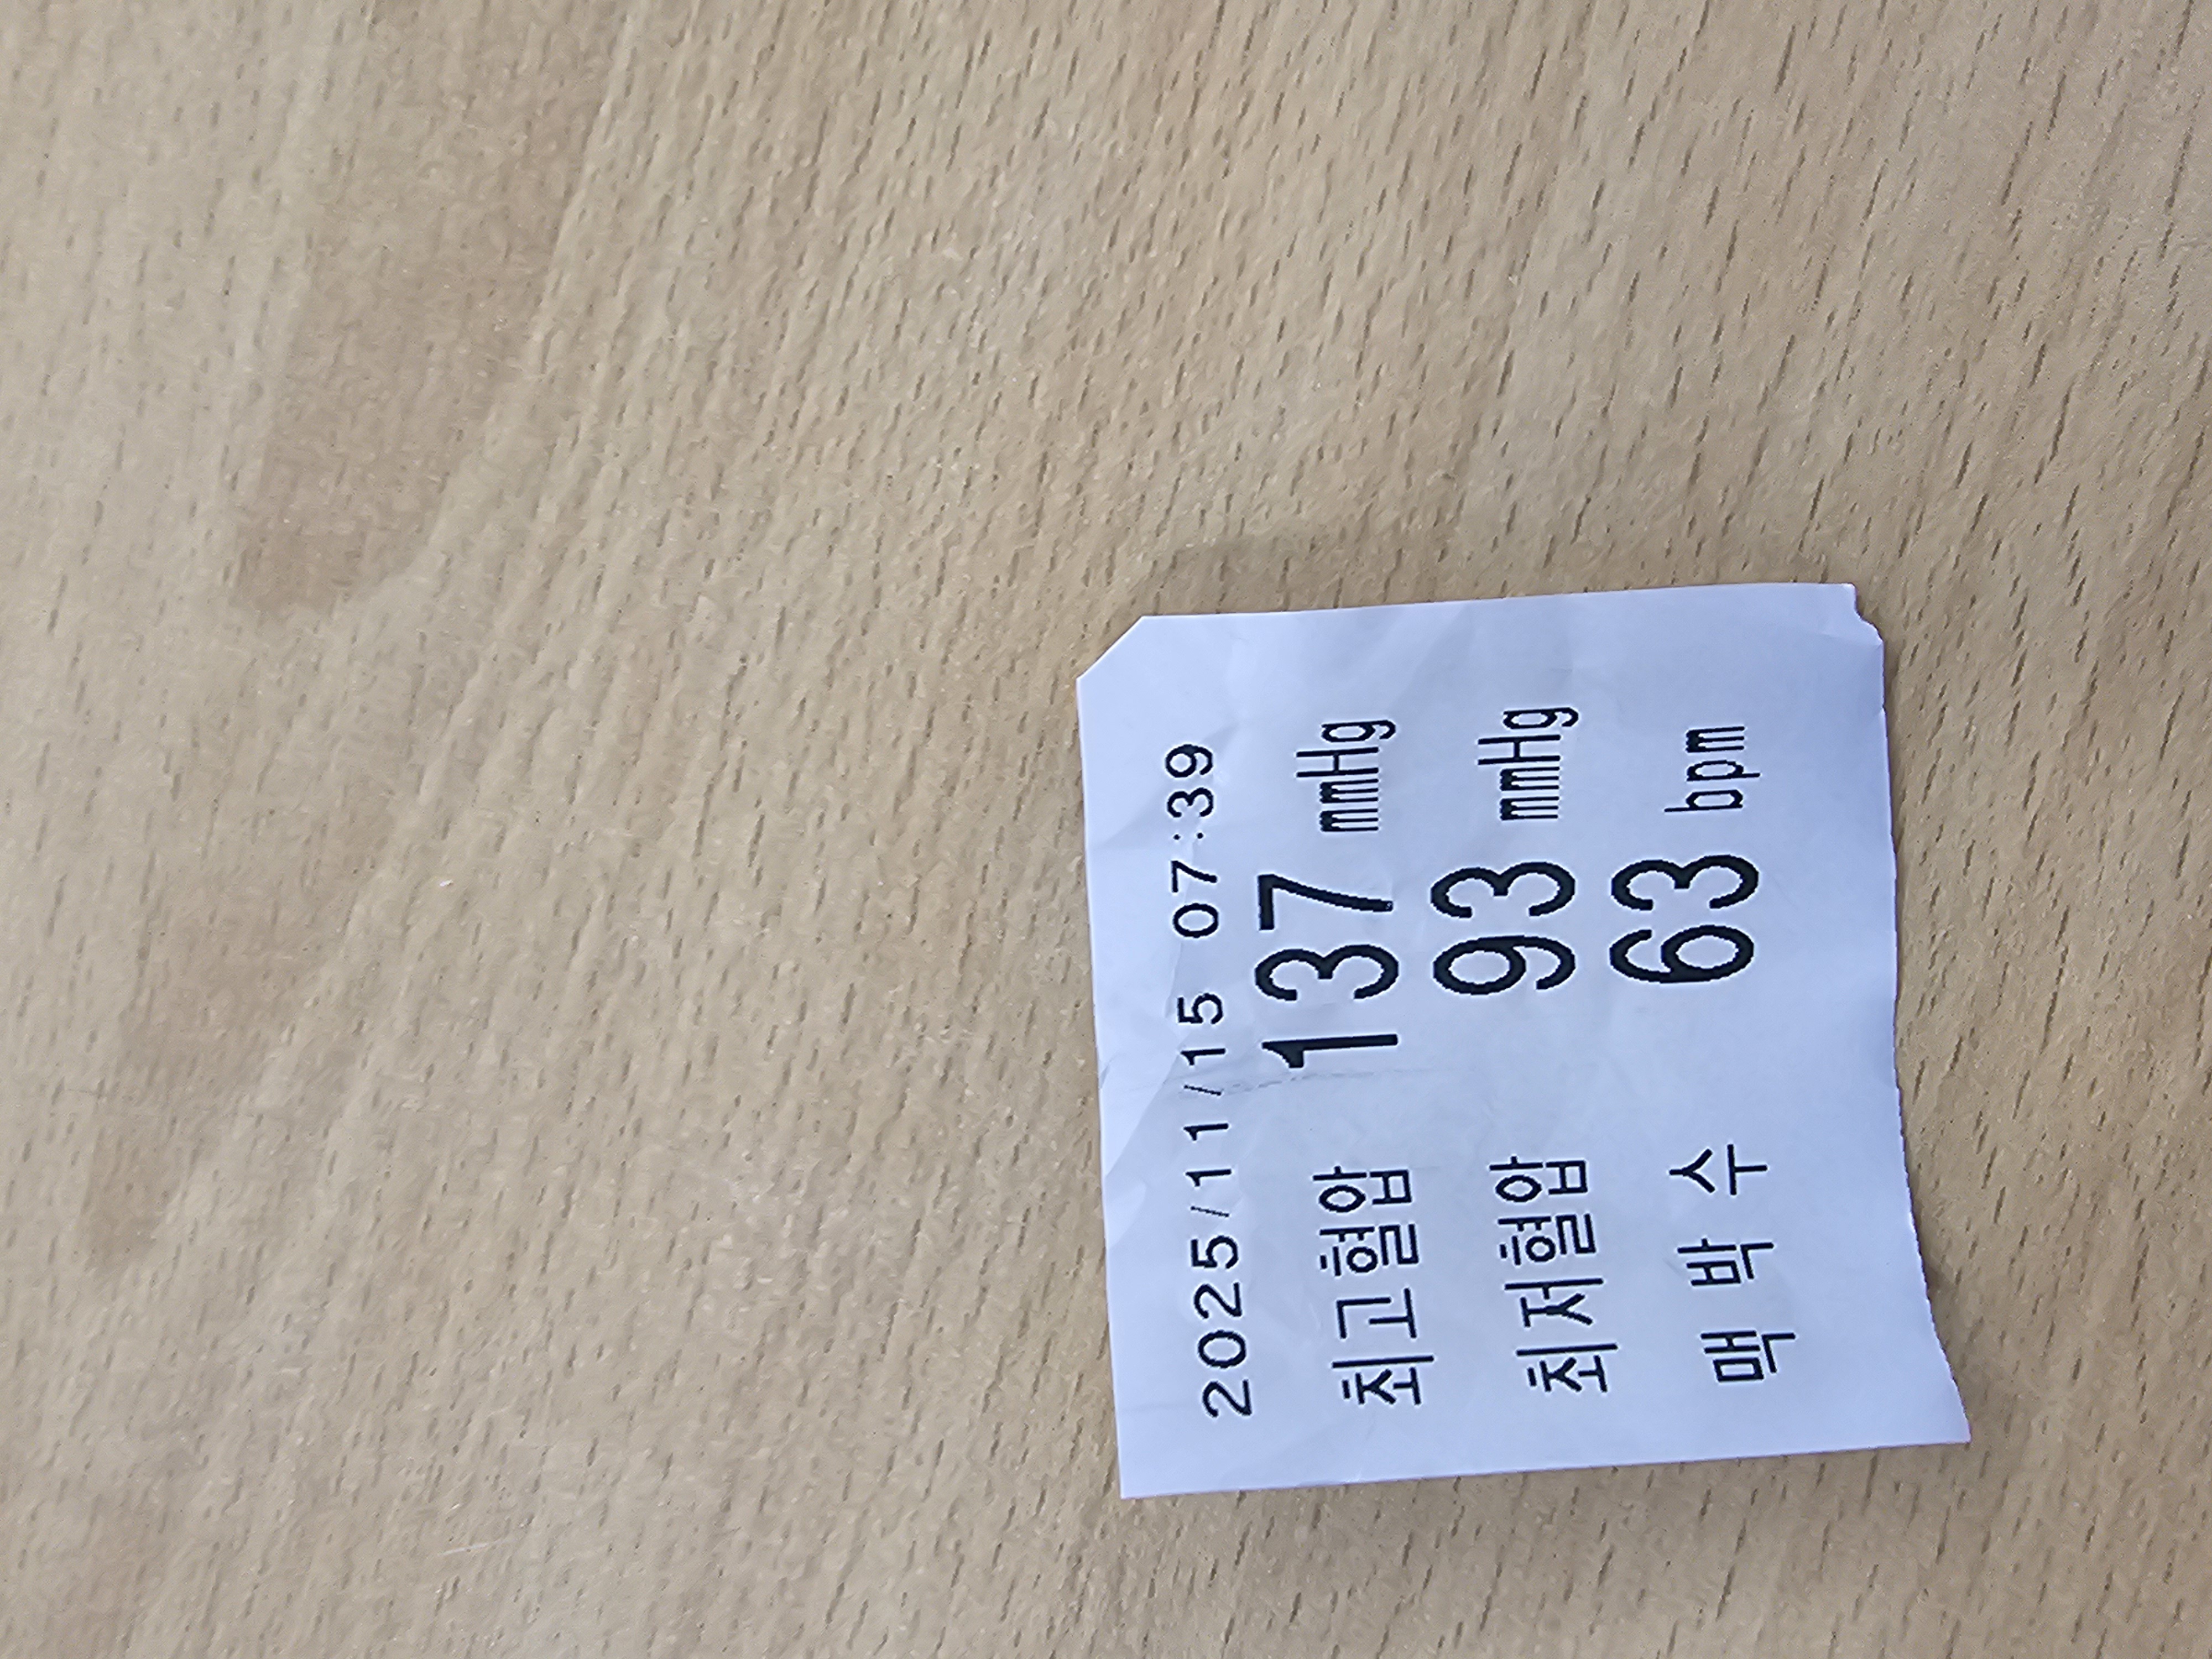 2025/11/15 07:39
최고혈압 137 mmHg
최저혈압 93 mmHg
맥 박 수 63 bpm